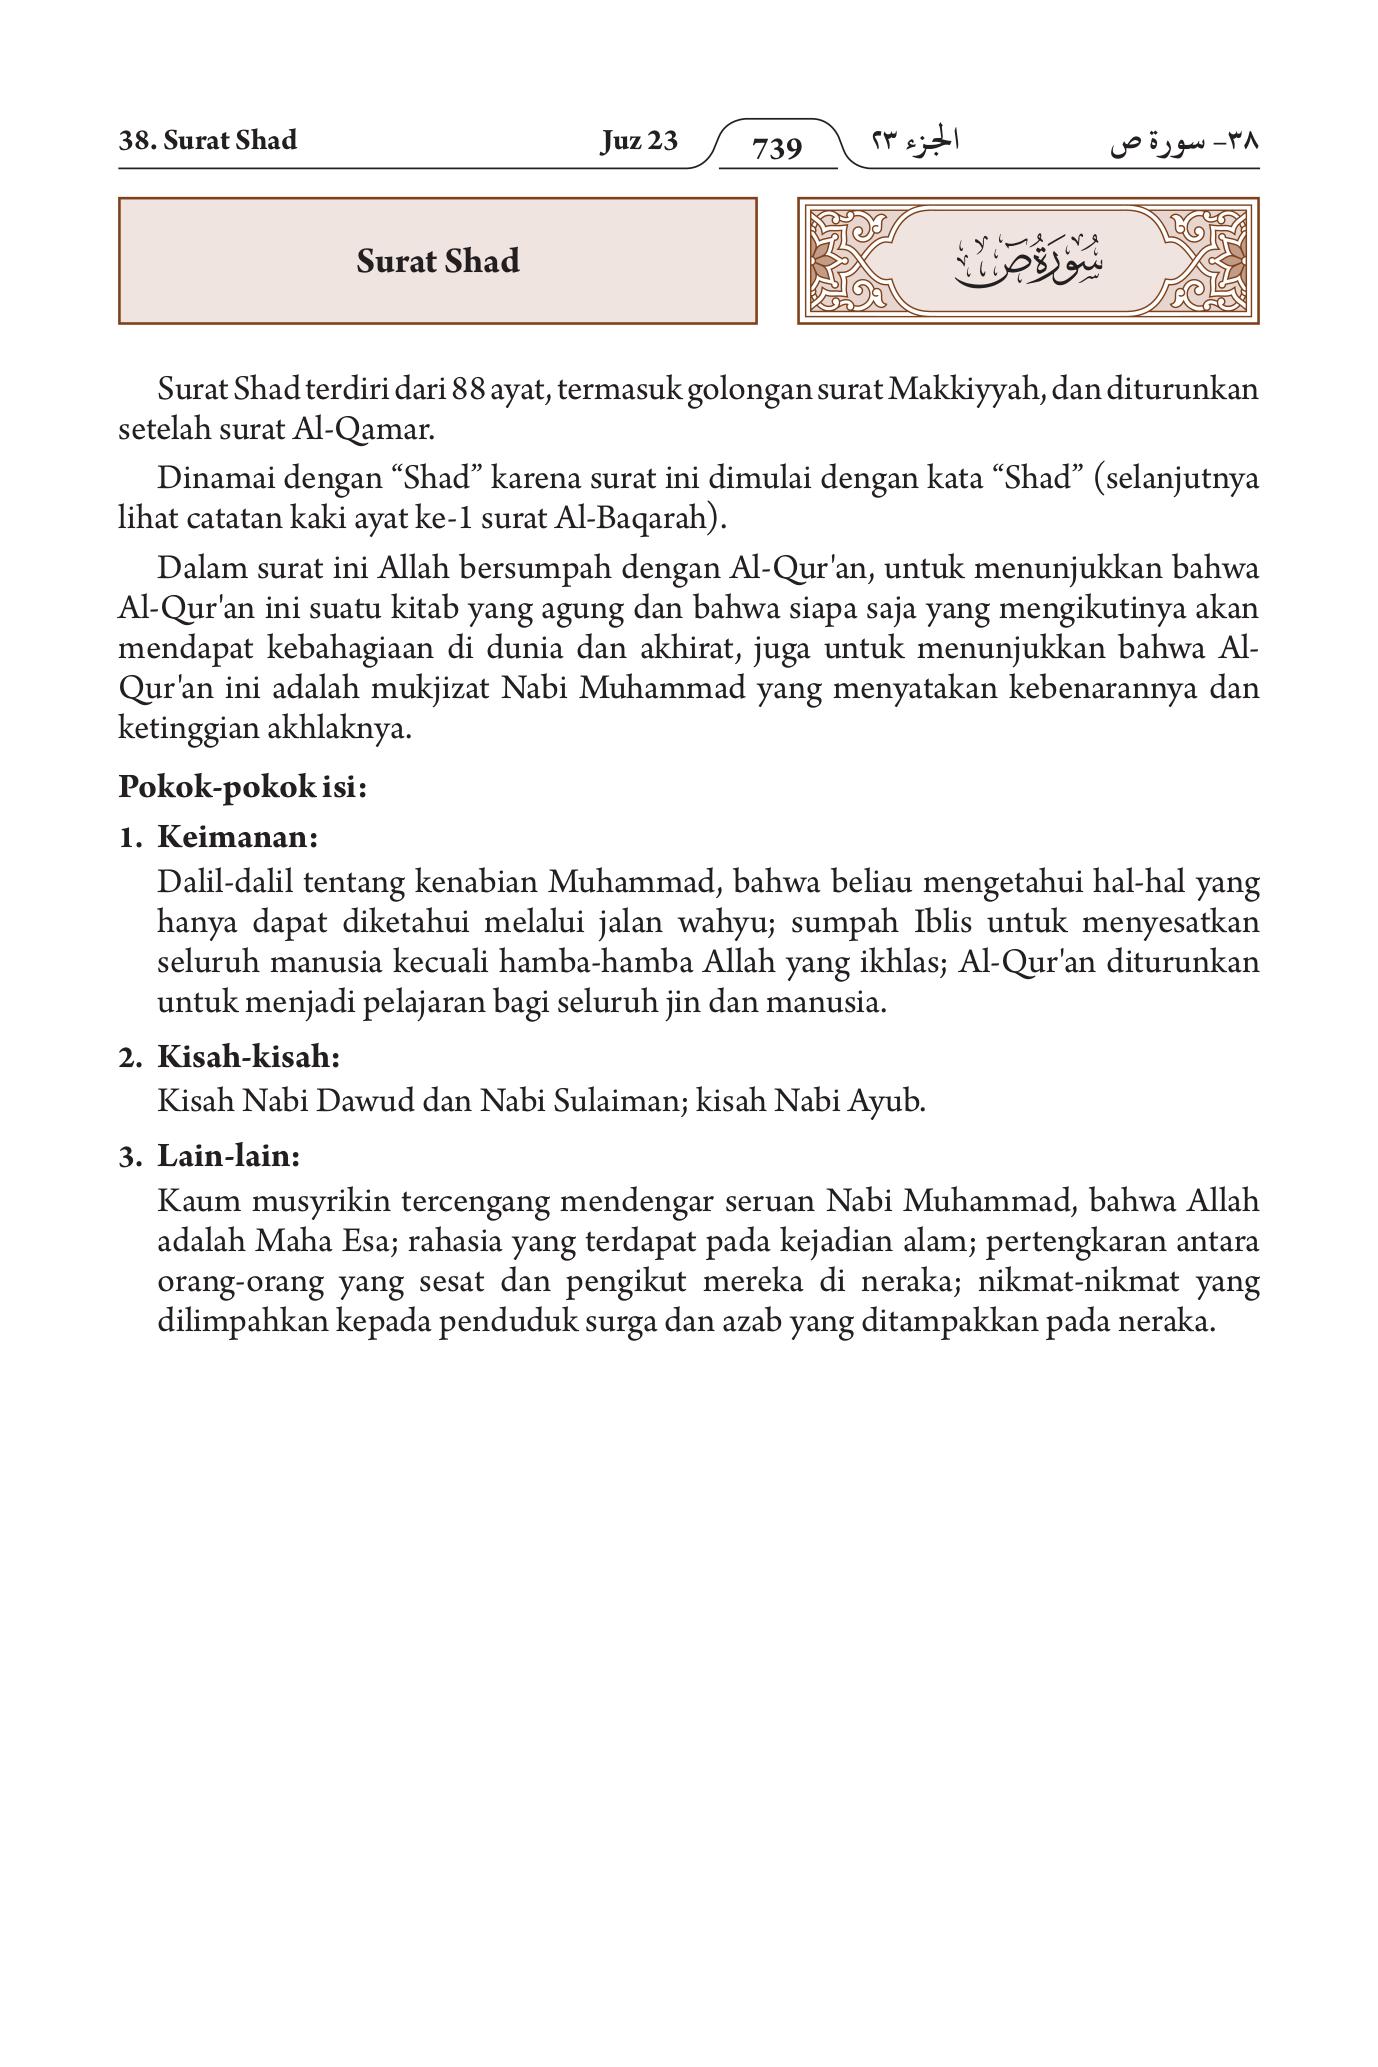 38. Surat Shad Juz 23 739 الجزء ٢٣ ٣٨- سورة ص
Surat Shad
سُورَةُ صٓ
Surat Shad terdiri dari 88 ayat, termasuk golongan surat Makkiyyah, dan diturunkan
setelah surat Al-Qamar.
Dinamai dengan “Shad” karena surat ini dimulai dengan kata “Shad” (selanjutnya
lihat catatan kaki ayat ke-1 surat Al-Baqarah).
Dalam surat ini Allah bersumpah dengan Al-Qur'an, untuk menunjukkan bahwa
Al-Qur'an ini suatu kitab yang agung dan bahwa siapa saja yang mengikutinya akan
mendapat kebahagiaan di dunia dan akhirat, juga untuk menunjukkan bahwa Al-
Qur'an ini adalah mukjizat Nabi Muhammad yang menyatakan kebenarannya dan
ketinggian akhlaknya.
Pokok-pokok isi:
1. Keimanan:
Dalil-dalil tentang kenabian Muhammad, bahwa beliau mengetahui hal-hal yang
hanya dapat diketahui melalui jalan wahyu; sumpah Iblis untuk menyesatkan
seluruh manusia kecuali hamba-hamba Allah yang ikhlas; Al-Qur'an diturunkan
untuk menjadi pelajaran bagi seluruh jin dan manusia.
2. Kisah-kisah:
Kisah Nabi Dawud dan Nabi Sulaiman; kisah Nabi Ayub.
3. Lain-lain:
Kaum musyrikin tercengang mendengar seruan Nabi Muhammad, bahwa Allah
adalah Maha Esa; rahasia yang terdapat pada kejadian alam; pertengkaran antara
orang-orang yang sesat dan pengikut mereka di neraka; nikmat-nikmat yang
dilimpahkan kepada penduduk surga dan azab yang ditampakkan pada neraka.